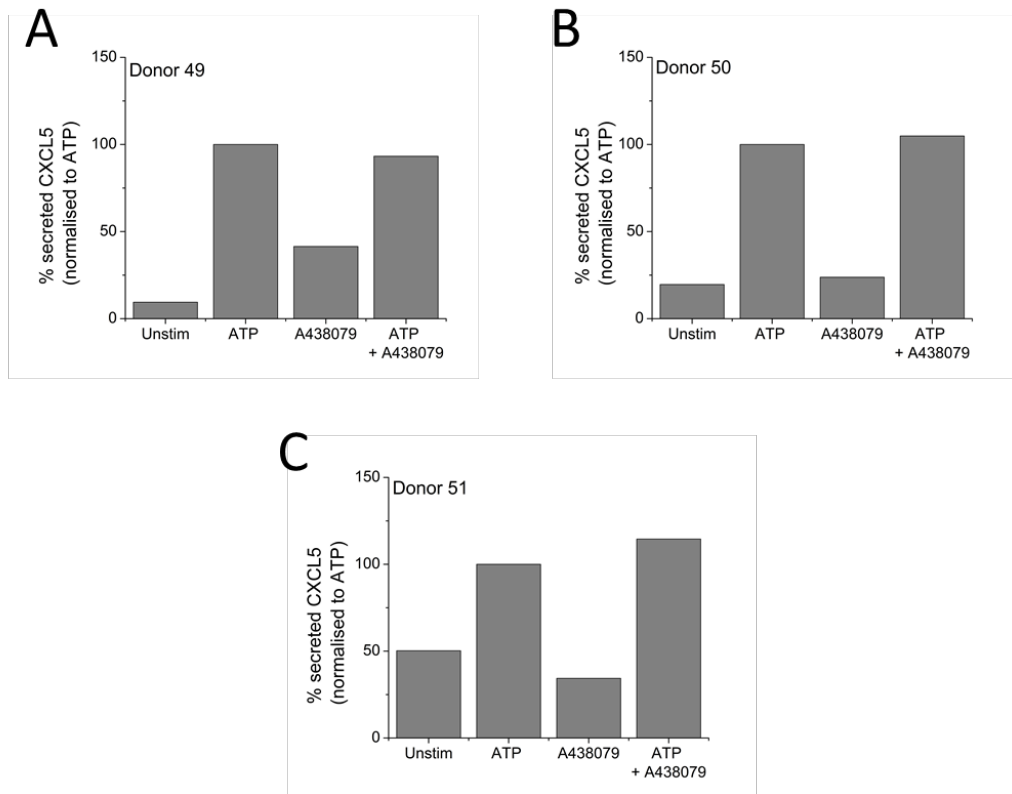 A
Donor 49
% secreted CXCL5
(normalised to ATP)
150
100
50
0
Unstim
ATP
A438079
ATP
+ A438079
B
Donor 50
% secreted CXCL5
(normalised to ATP)
150
100
50
0
Unstim
ATP
A438079
ATP
+ A438079
C
Donor 51
% secreted CXCL5
(normalised to ATP)
150
100
50
0
Unstim
ATP
A438079
ATP
+ A438079